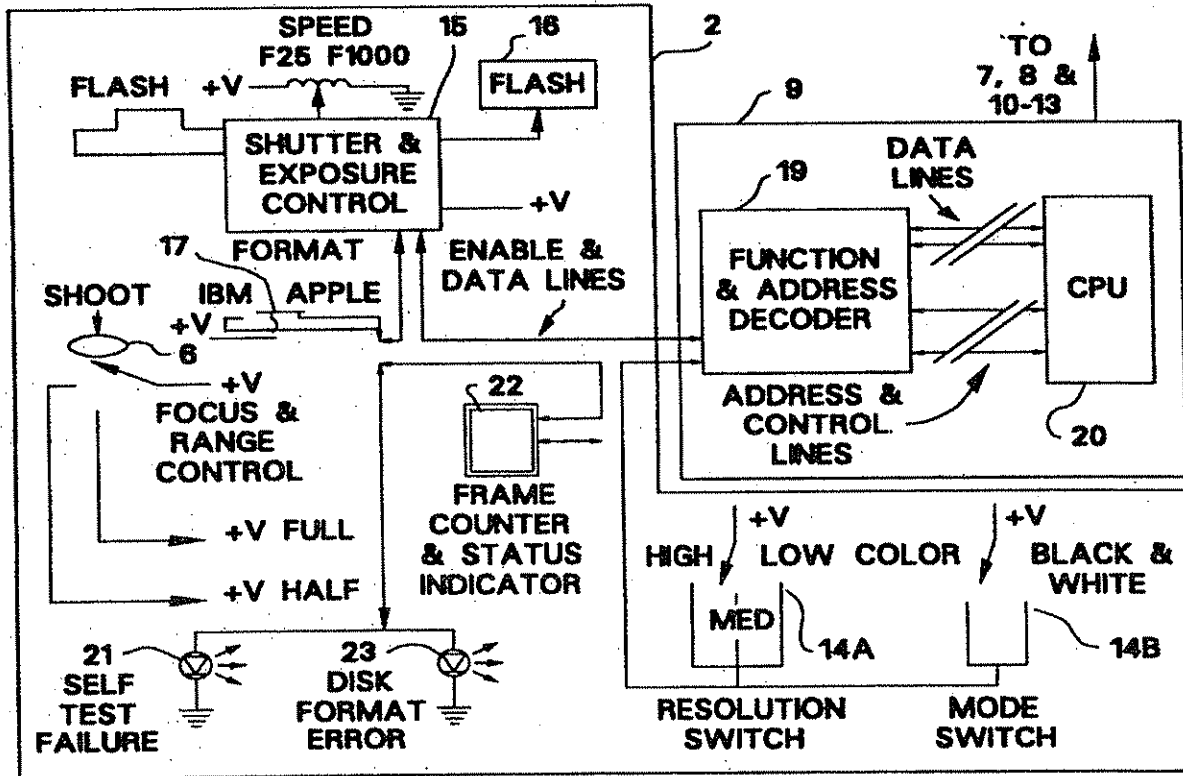 SPEED
F25 F1000
15
16
2
FLASH
+V
FLASH
SHUTTER &
EXPOSURE
CONTROL
+V
TO
7, 8 &
10-13
9
19
DATA
LINES
FUNCTION
& ADDRESS
DECODER
CPU
ADDRESS &
CONTROL
LINES
20
17
FORMAT
IBM APPLE
+V
ENABLE &
DATA LINES
SHOOT
6
+V
FOCUS &
RANGE
CONTROL
22
FRAME
COUNTER
& STATUS
INDICATOR
+V FULL
+V HALF
21
SELF
TEST
FAILURE
23
DISK
FORMAT
ERROR
+V
HIGH LOW
MED
14A
RESOLUTION
SWITCH
+V
COLOR BLACK &
WHITE
14B
MODE
SWITCH